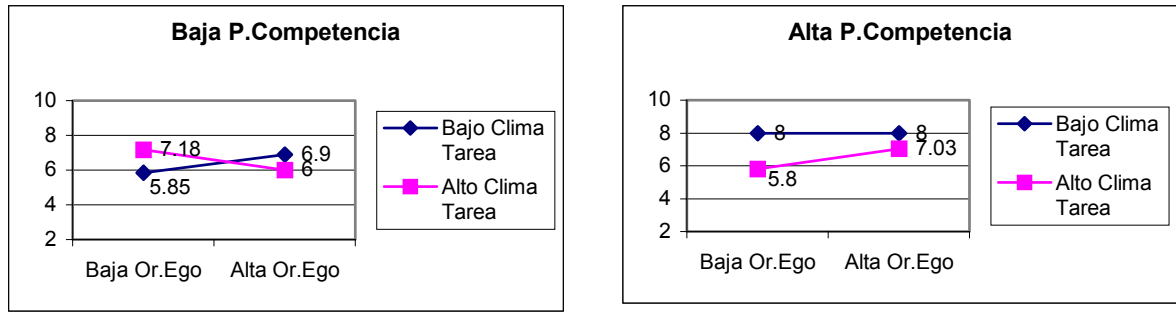 Baja P.Competencia
10
8
6
4
2
7.18
5.85
6.9
6
Baja Or.Ego
Alta Or.Ego
Bajo Clima
Tarea
Alto Clima
Tarea
Alta P.Competencia
10
8
6
4
2
8
8
5.8
7.03
Baja Or.Ego
Alta Or.Ego
Bajo Clima
Tarea
Alto Clima
Tarea